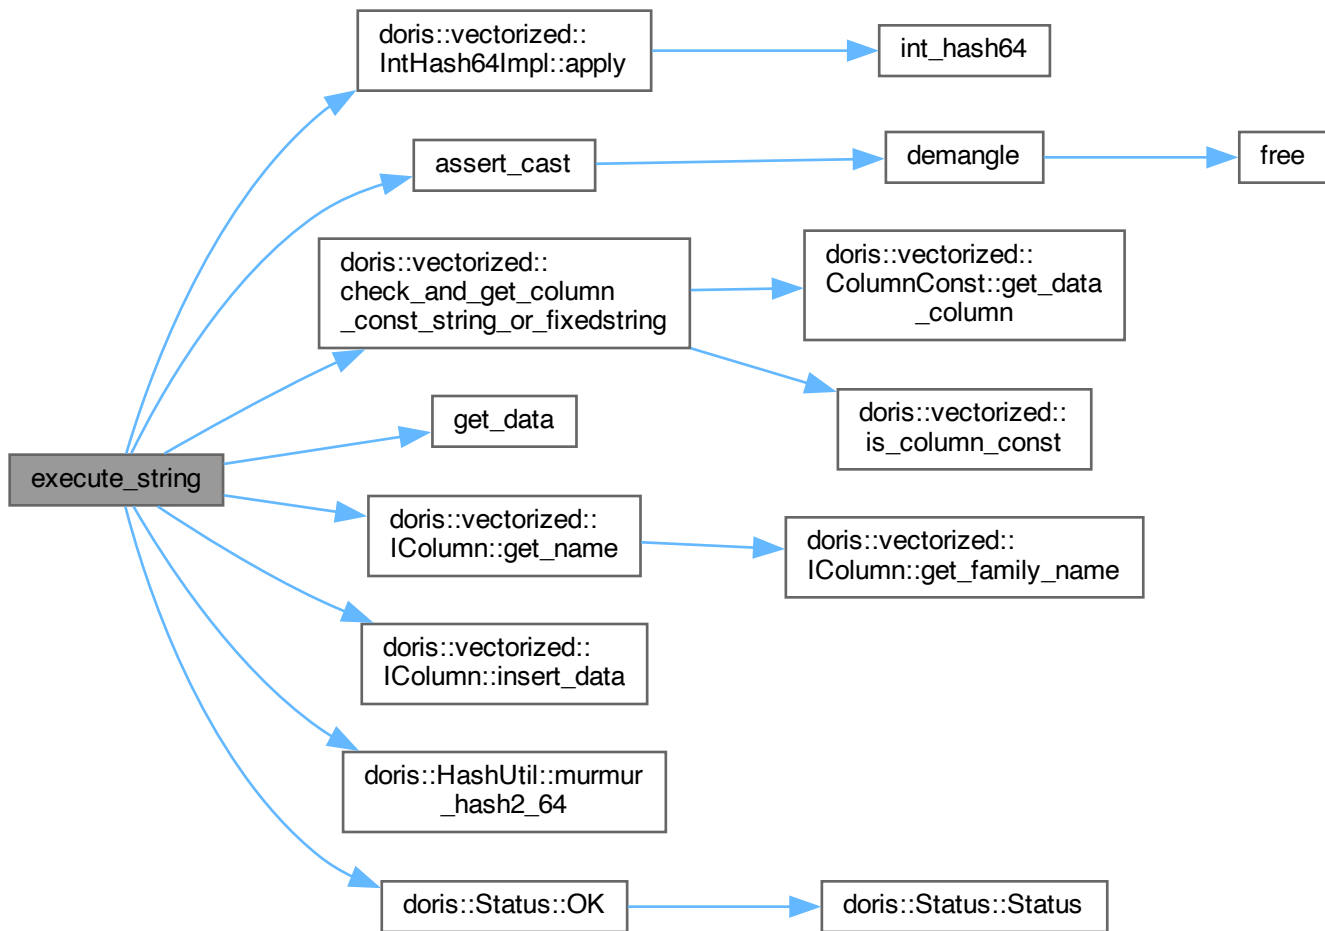 doris::vectorized::
IntHash64Impl::apply
int_hash64
assert_cast
demangle
free
doris::vectorized::
check_and_get_column
_const_string_or_fixedstring
doris::vectorized::
ColumnConst::get_data
_column
doris::vectorized::
is_column_const
get_data
execute_string
doris::vectorized::
IColumn::get_name
doris::vectorized::
IColumn::get_family_name
doris::vectorized::
IColumn::insert_data
doris::HashUtil::murmur
_hash2_64
doris::Status::OK
doris::Status::Status